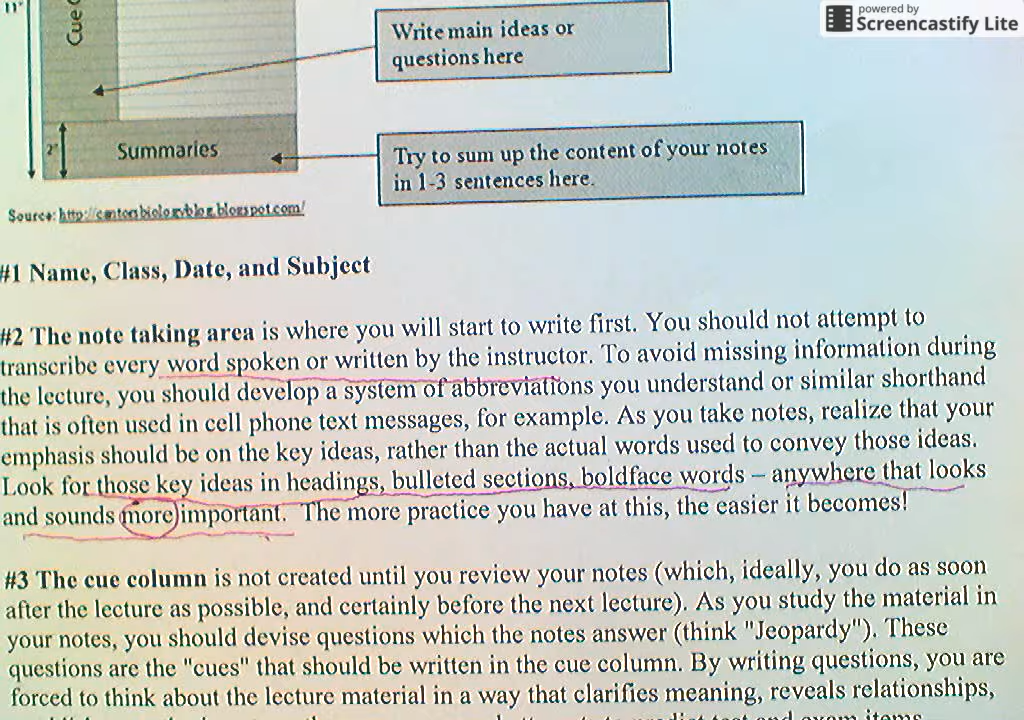 powered by
Screencastify Lite
11"
Cue
Write main ideas or
questions here
2"
Summaries
Try to sum up the content of your notes
in 1-3 sentences here.
Source: http://cantonbiologyblog.blogspot.com/
#1 Name, Class, Date, and Subject
#2 The note taking area is where you will start to write first. You should not attempt to
transcribe every word spoken or written by the instructor. To avoid missing information during
the lecture, you should develop a system of abbreviations you understand or similar shorthand
that is often used in cell phone text messages, for example. As you take notes, realize that your
emphasis should be on the key ideas, rather than the actual words used to convey those ideas.
Look for those key ideas in headings, bulleted sections, boldface words – anywhere that looks
and sounds more important. The more practice you have at this, the easier it becomes!
#3 The cue column is not created until you review your notes (which, ideally, you do as soon
after the lecture as possible, and certainly before the next lecture). As you study the material in
your notes, you should devise questions which the notes answer (think "Jeopardy"). These
questions are the "cues" that should be written in the cue column. By writing questions, you are
forced to think about the lecture material in a way that clarifies meaning, reveals relationships,